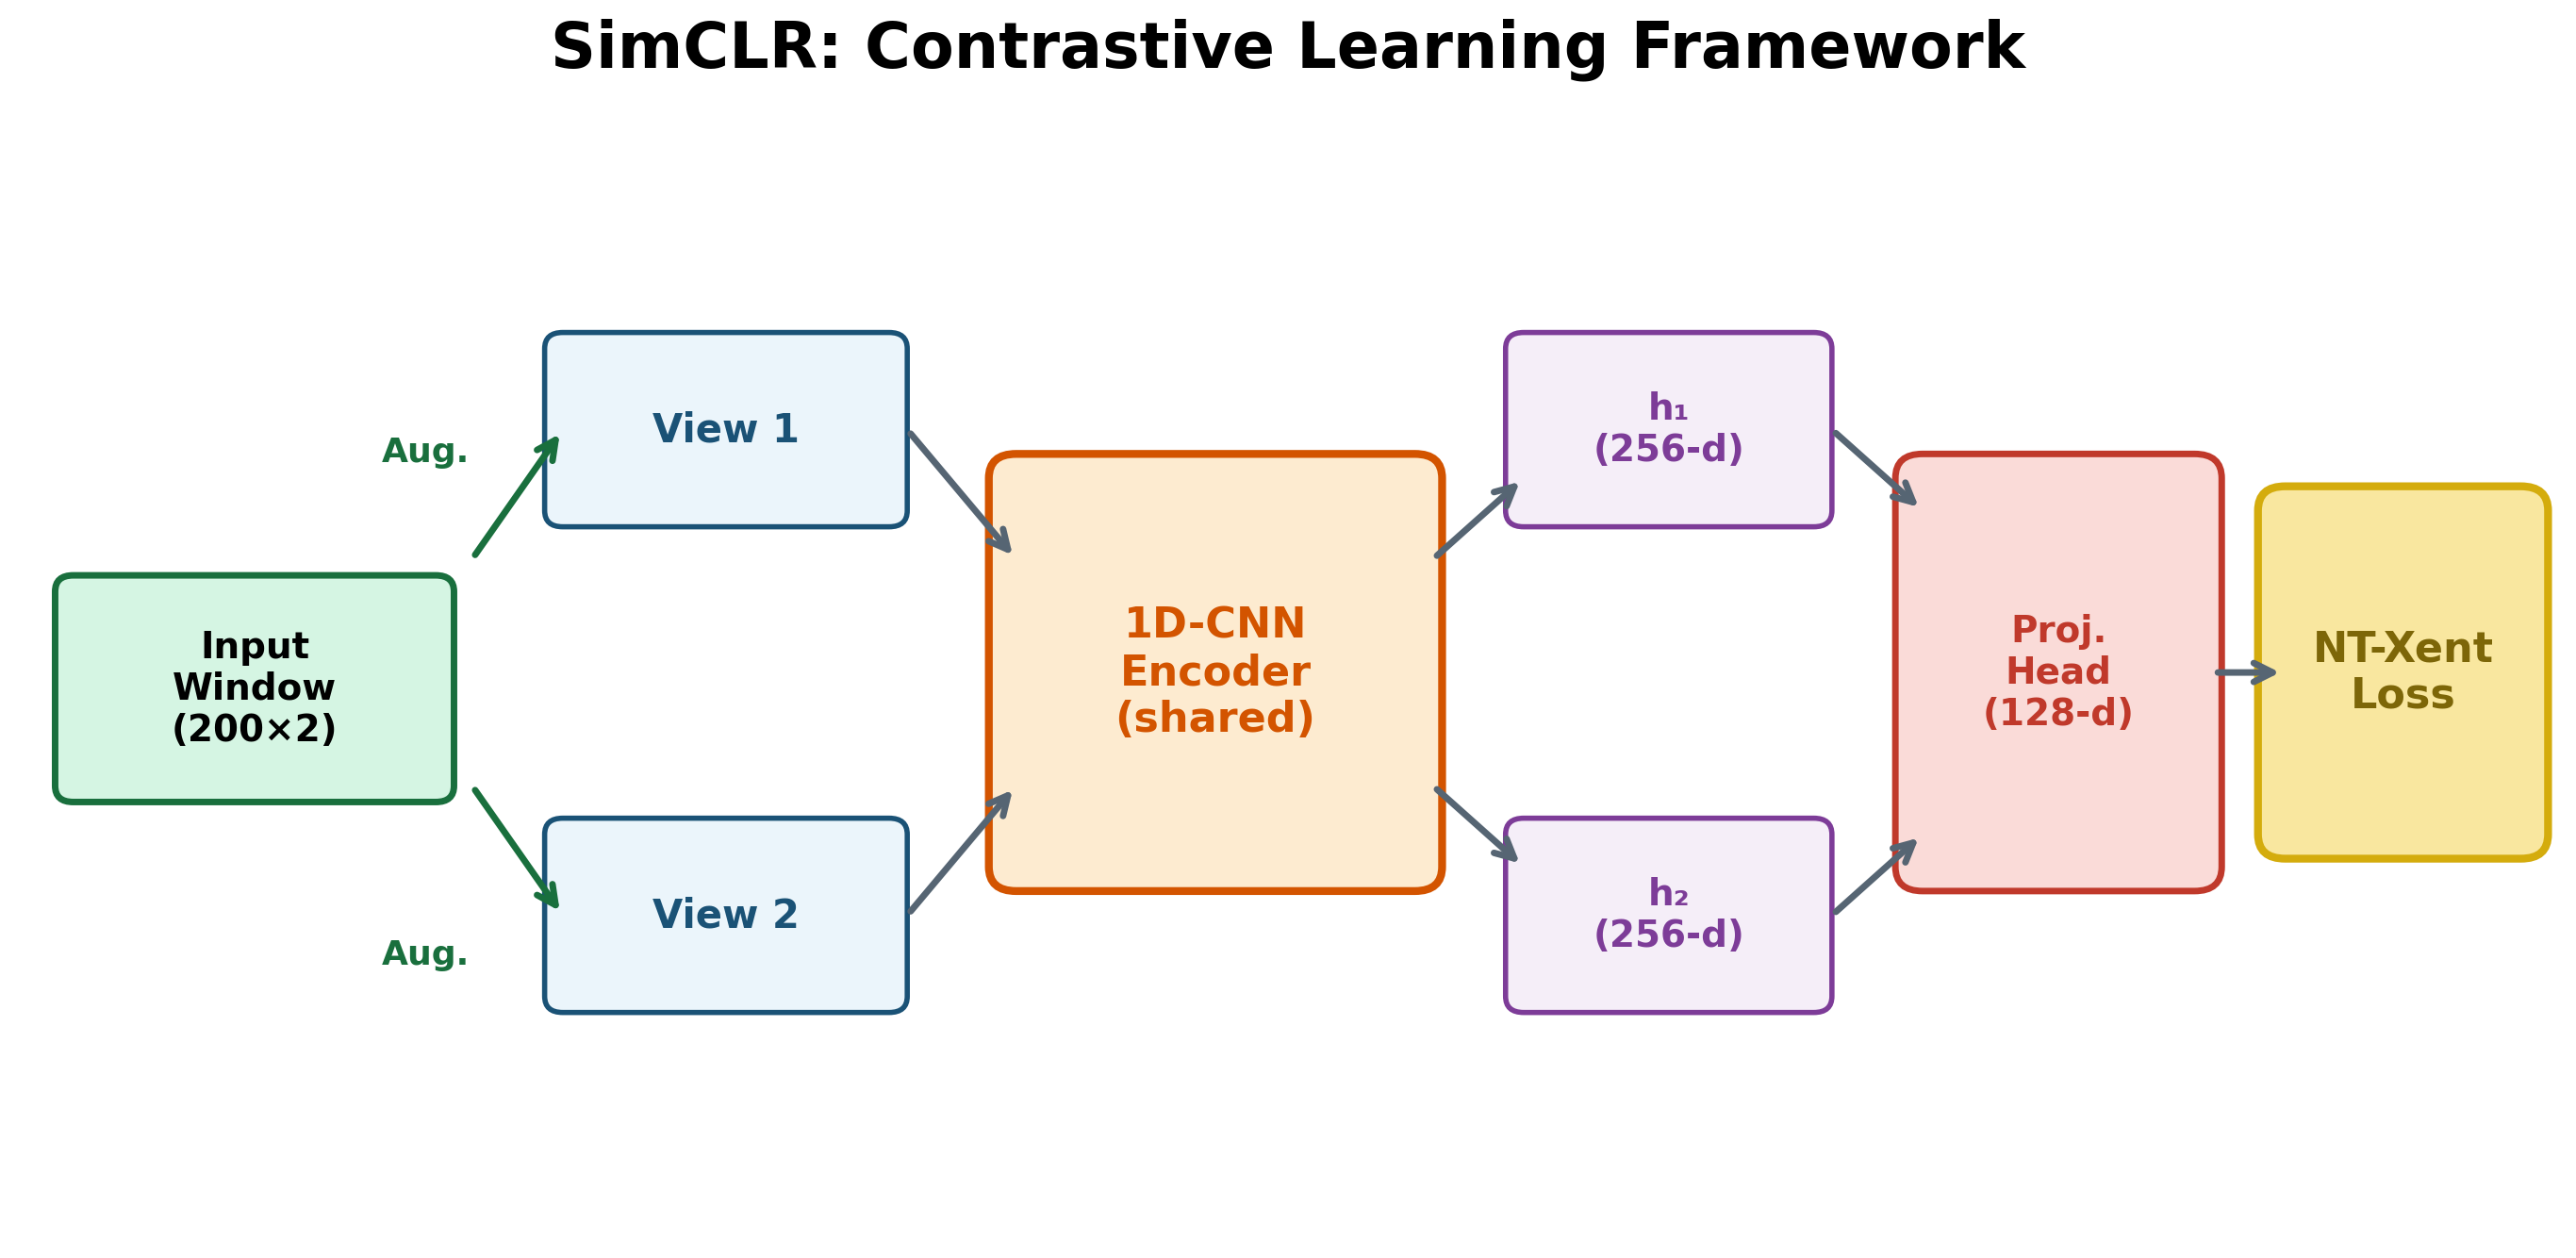 SimCLR: Contrastive Learning Framework
Aug.
Input
Window
(200×2)
Aug.
View 1
View 2
1D-CNN
Encoder
(shared)
h₁
(256-d)
h₂
(256-d)
Proj.
Head
(128-d)
NT-Xent
Loss